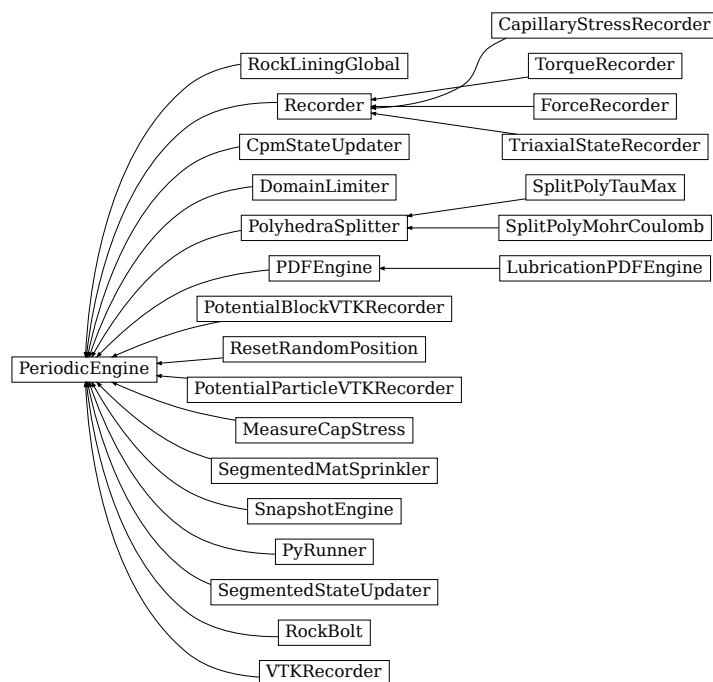 CapillaryStressRecorder
RockLiningGlobal
TorqueRecorder
Recorder
ForceRecorder
CpmStateUpdater
TriaxialStateRecorder
DomainLimiter
SplitPolyTauMax
PolyhedraSplitter
SplitPolyMohrCoulomb
PDFEngine
LubricationPDFEngine
PotentialBlockVTKRecorder
ResetRandomPosition
PeriodicEngine
PotentialParticleVTKRecorder
MeasureCapStress
SegmentedMatSprinkler
SnapshotEngine
PyRunner
SegmentedStateUpdater
RockBolt
VTKRecorder